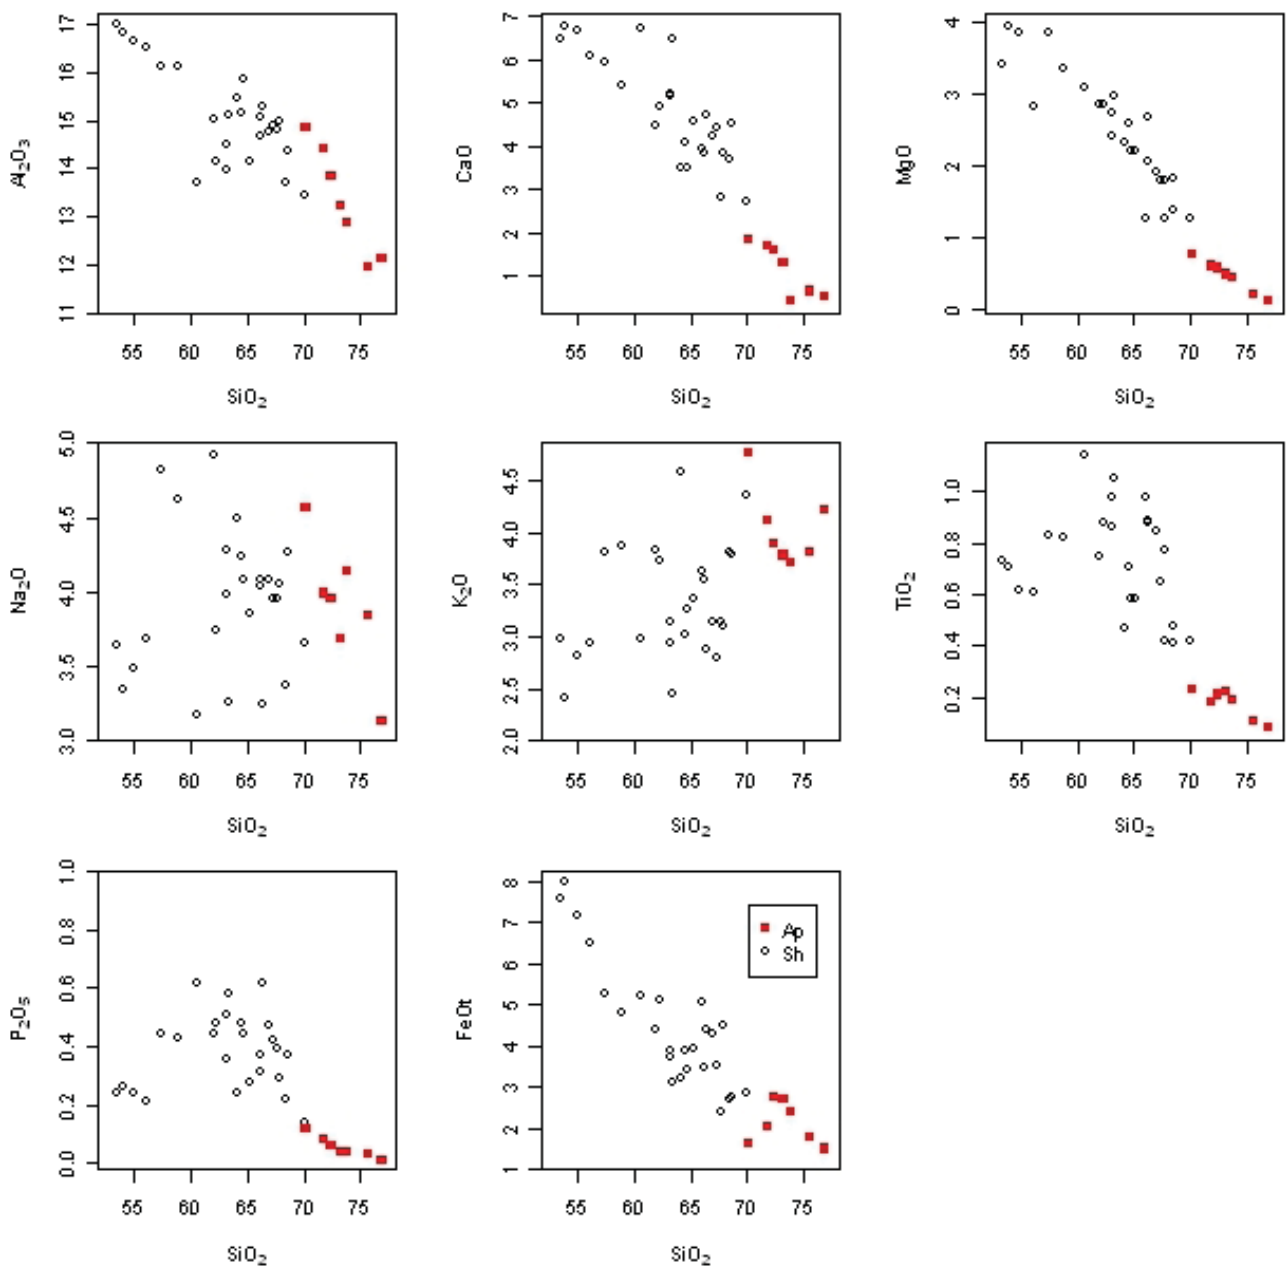 17
16
15
14
13
12
11
Al₂O₃
55 60 65 70 75
SiO₂
7
6
5
4
3
2
1
CaO
55 60 65 70 75
SiO₂
4
3
2
1
0
MgO
55 60 65 70 75
SiO₂
5.0
4.5
4.0
3.5
3.0
Na₂O
55 60 65 70 75
SiO₂
4.5
4.0
3.5
3.0
2.5
2.0
K₂O
55 60 65 70 75
SiO₂
1.0
0.8
0.6
0.4
0.2
TiO₂
55 60 65 70 75
SiO₂
1.0
0.8
0.6
0.4
0.2
0.0
P₂O₅
55 60 65 70 75
SiO₂
8
7
6
5
4
3
2
1
FeOt
Ap
Sh
55 60 65 70 75
SiO₂